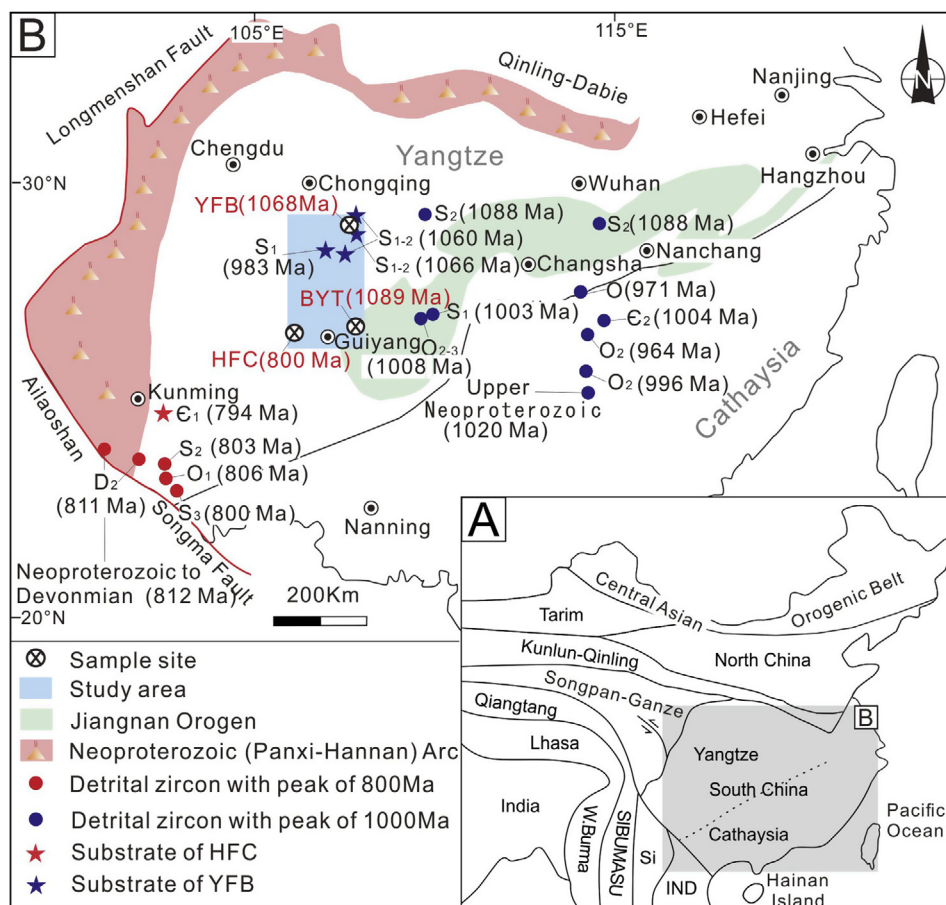 B
105°E
115°E
Longmenshan Fault
Qinling-Dabie
N
Nanjing
Hefei
Chengdu
Yangtze
Hangzhou
30°N
Chongqing
Wuhan
YFB(1068Ma)
S2(1088 Ma)
S2(1088 Ma)
S1-2 (1060 Ma)
Nanchang
S1
(983 Ma)
S1-2 (1066 Ma)
Changsha
BYT(1089 Ma)
O(971 Ma)
S1 (1003 Ma)
Є2 (1004 Ma)
Guiyang
O2-3
(1008 Ma)
HFC(800 Ma)
O2 (964 Ma)
O2 (996 Ma)
Upper
Neoproterozoic
(1020 Ma)
Cathaysia
Ailaoshan
Kunming
Є1 (794 Ma)
S2 (803 Ma)
O1 (806 Ma)
D2
(811 Ma)
S3(800 Ma)
Songma Fault
Nanning
Neoproterozoic to
Devonmian (812 Ma)
20°N
200Km
Sample site
Study area
Jiangnan Orogen
Neoproterozoic (Panxi-Hannan) Arc
Detrital zircon with peak of 800Ma
Detrital zircon with peak of 1000Ma
Substrate of HFC
Substrate of YFB
A
Central Asian
Orogenic Belt
Tarim
Kunlun-Qinling
North China
Songpan-Ganze
Qiangtang
B
Lhasa
Yangtze
South China
India
Cathaysia
Pacific
Ocean
W.Burma
SIBUMASU
Si
IND
Hainan
Island